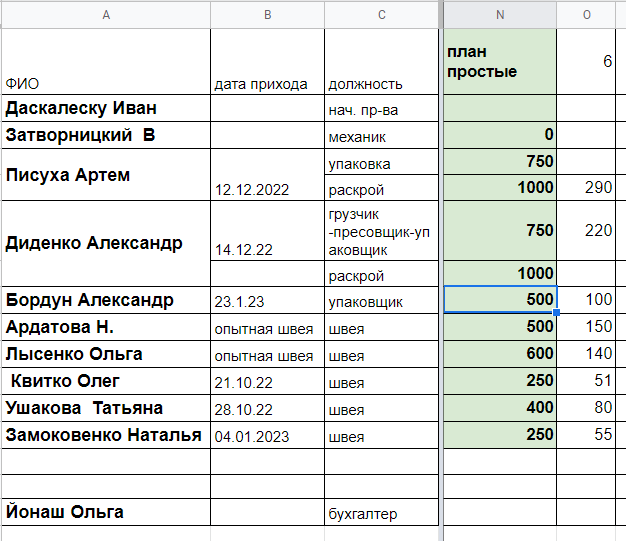 A B C N O
ФИО дата прихода должность план простые 6
Даскалеску Иван нач. пр-ва
Затворницкий В механик 0
Писуха Артем 12.12.2022 упаковка 750
раскрой 1000 290
Диденко Александр 14.12.22 грузчик
-пресовщик-уп
аковщик 750 220
раскрой 1000
Бордун Александр 23.1.23 упаковщик 500 100
Ардатова Н. опытная швея швея 500 150
Лысенко Ольга опытная швея швея 600 140
Квитко Олег 21.10.22 швея 250 51
Ушакова Татьяна 28.10.22 швея 400 80
Замоковенко Наталья 04.01.2023 швея 250 55
Йонаш Ольга бухгалтер